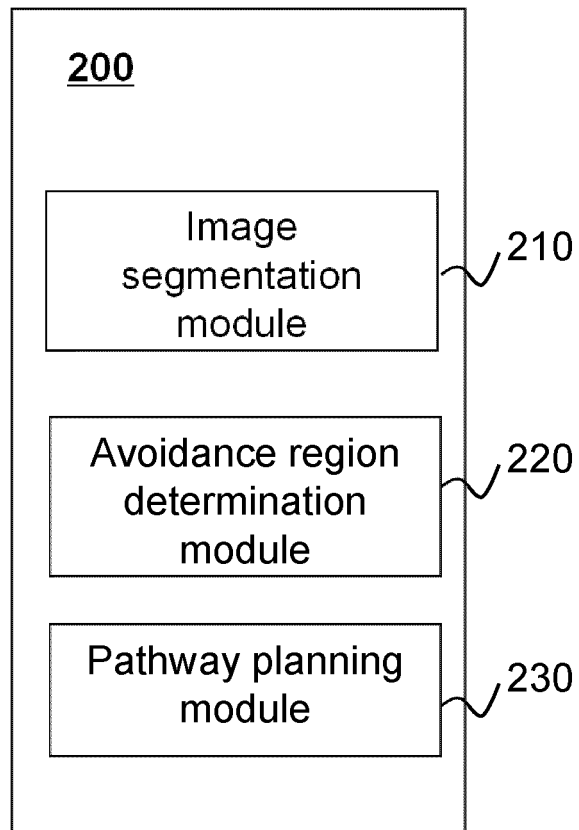 200
Image
segmentation
module
210
Avoidance region
determination
module
220
Pathway planning
module
230